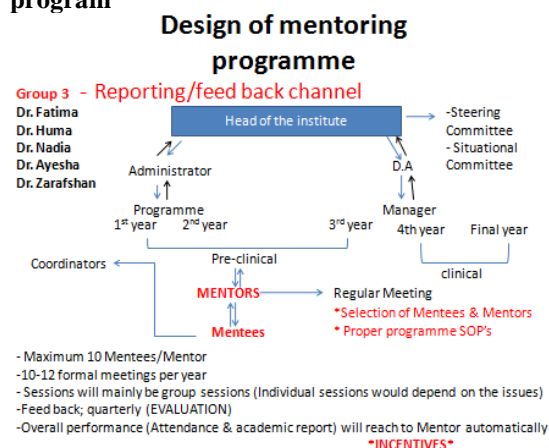 program
Design of mentoring
programme
Group 3 - Reporting/feed back channel
Dr. Fatima
Dr. Huma
Dr. Nadia
Dr. Ayesha
Dr. Zarafshan
Head of the institute
-Steering
Committee
- Situational
Committee
Administrator
D.A
Programme
Manager
1st year
2nd year
3rd year
4th year
Final year
Coordinators
Pre-clinical
clinical
MENTORS
Regular Meeting
*Selection of Mentees & Mentors
* Proper programme SOP's
Mentees
- Maximum 10 Mentees/Mentor
-10-12 formal meetings per year
- Sessions will mainly be group sessions (Individual sessions would depend on the issues)
-Feed back; quarterly (EVALUATION)
-Overall performance (Attendance & academic report) will reach to Mentor automatically
*INCENTIVES*